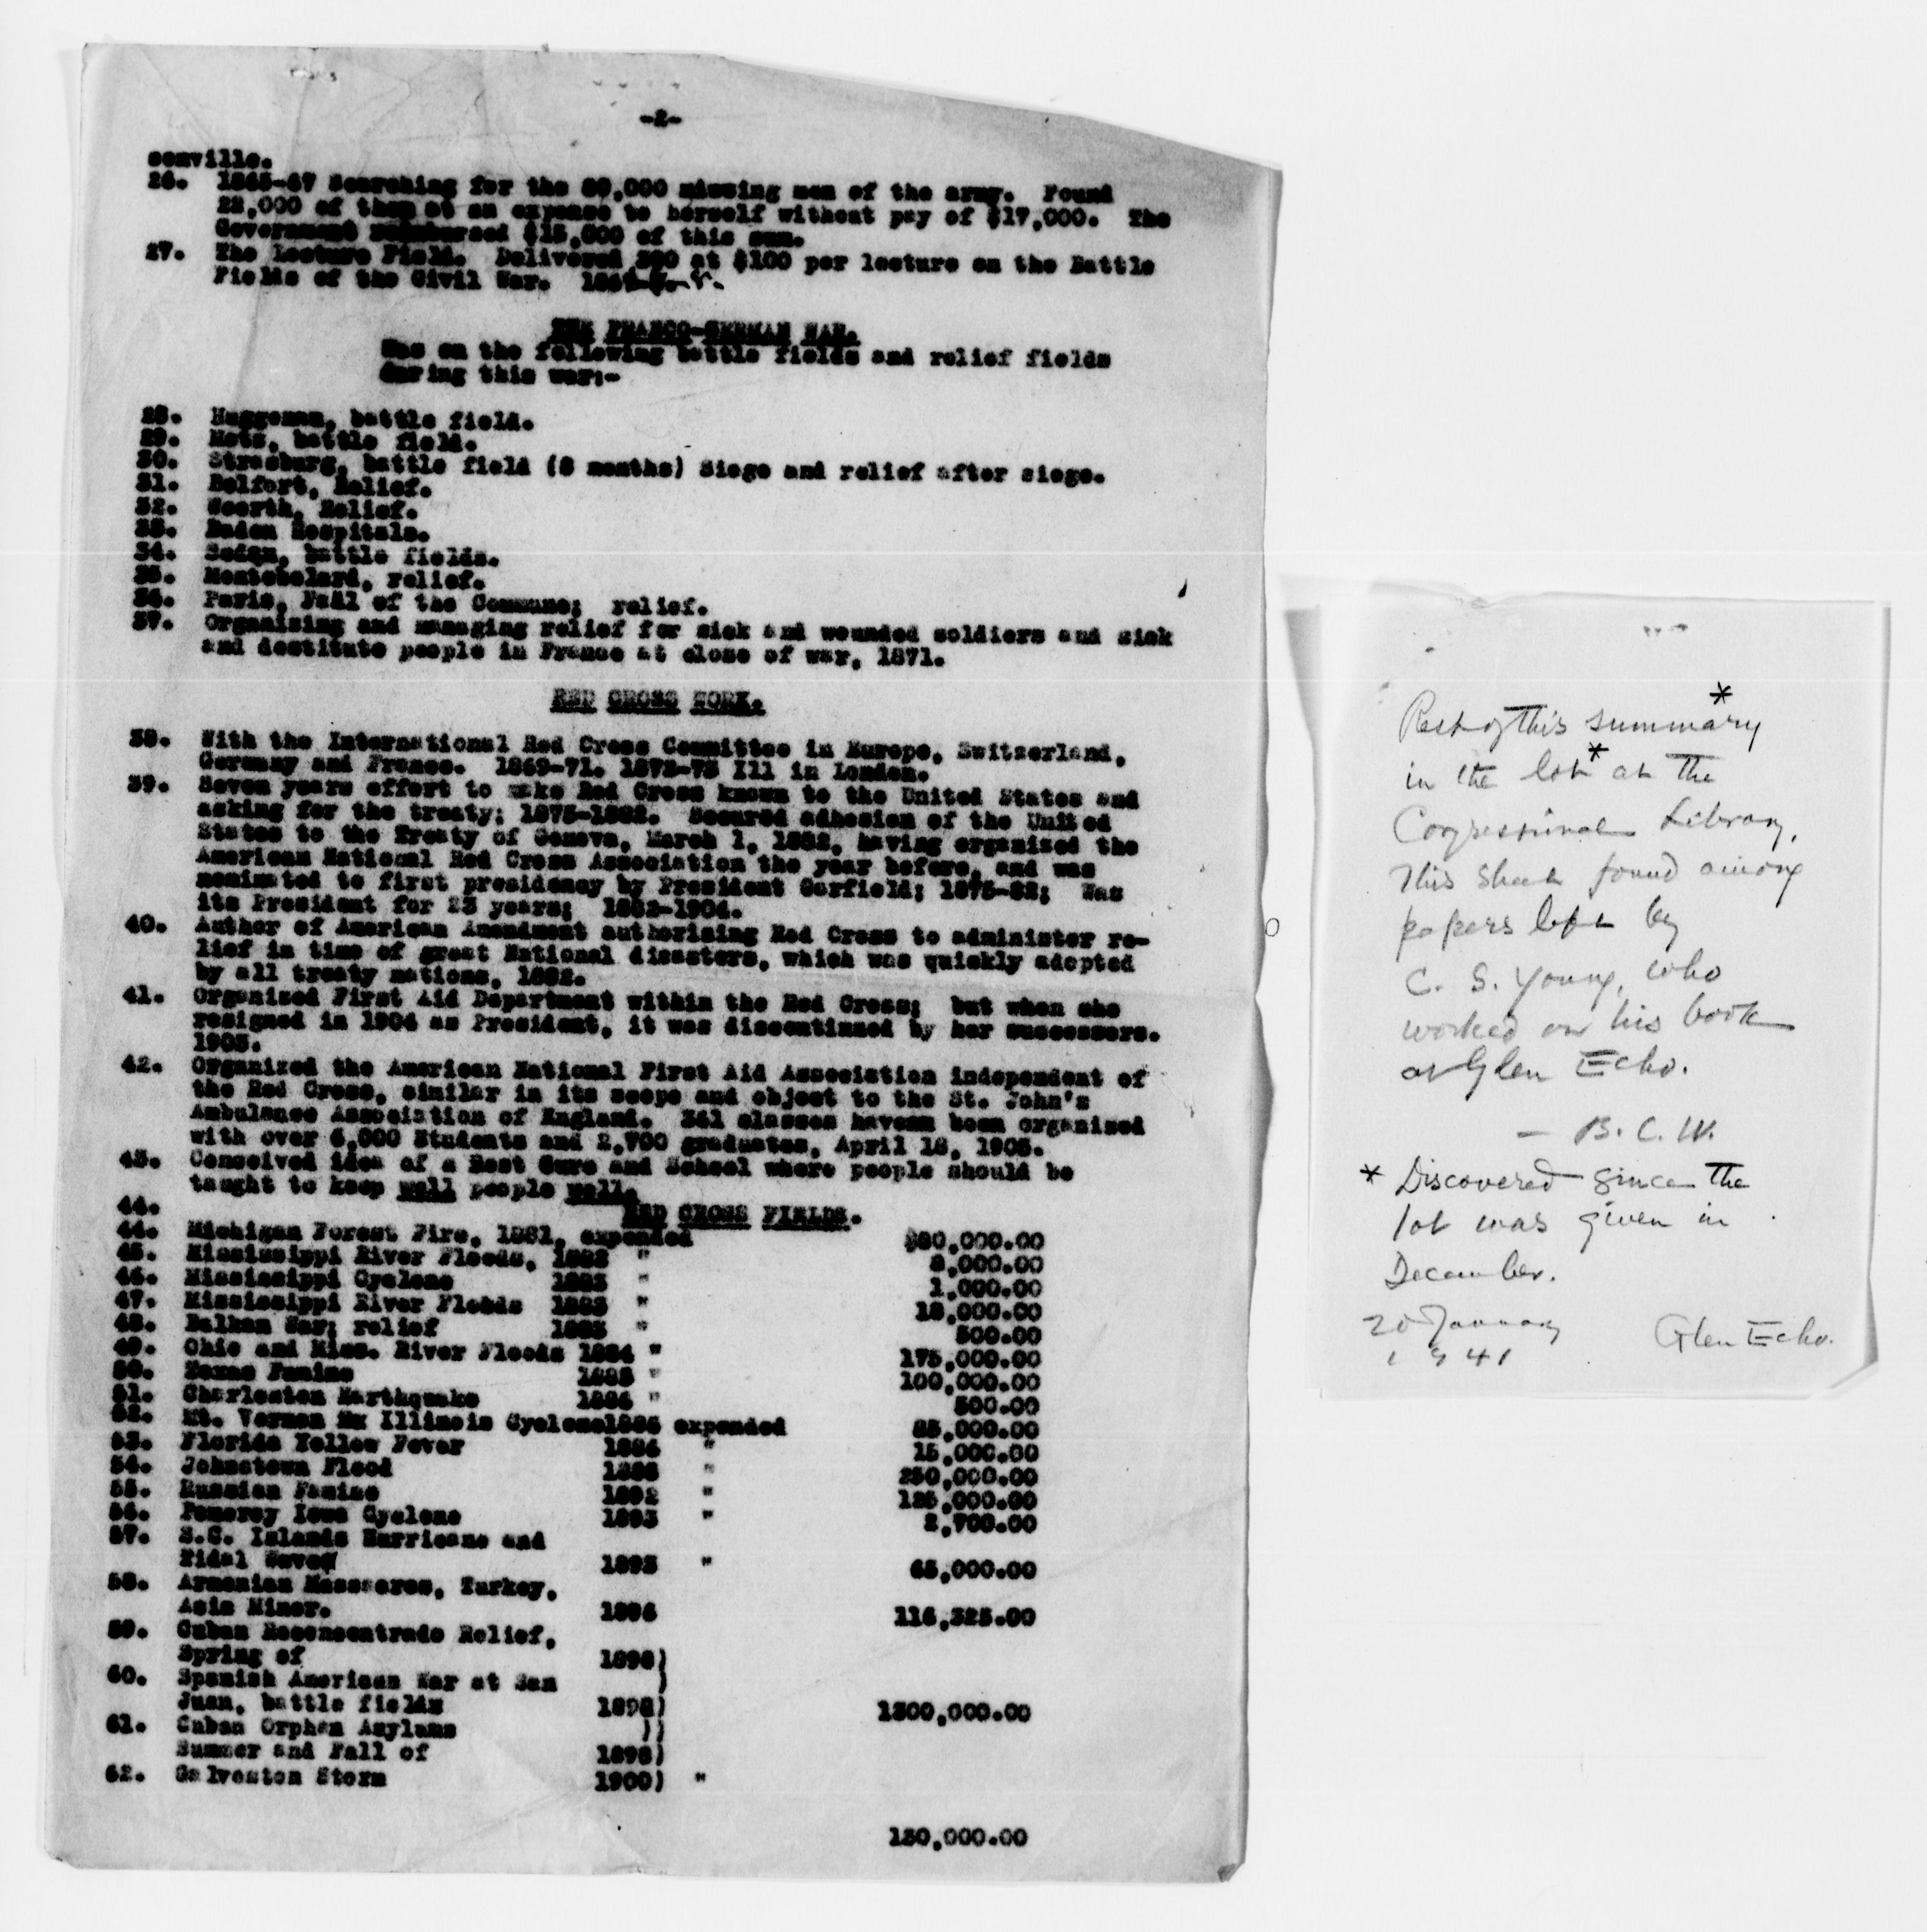 -2-
sonville.
26. 1865-67 Searching for the 80,000 missing men of the army. Found
22,000 of them at an expense to herself without pay of $17,000. The
Government reimbursed $15,000 of this sum.
27. The Lecture Field. Delivered 300 at $100 per lecture on the Battle
Fields of the Civil War.
THE FRANCO-GERMAN WAR.
Was on the following battle fields and relief fields
during this war:-
28. Haggenau, battle field.
29. Metz, battle field.
30. Strasburg, battle field (8 months) Siege and relief after siege.
31. Belfort, Relief.
32. Woerth, Relief.
33. Baden Hospitals.
34. Sedan, battle fields.
35. Montebelard, relief.
36. Paris, Fall of the Commune; relief.
37. Organizing and managing relief for sick and wounded soldiers and sick
and destitute people in France at close of war, 1871.
RED CROSS WORK.
38. With the International Red Cross Committee in Europe, Switzerland,
Germany and France. 1869-71. 1872-73 Ill in London.
39. Seven years effort to make Red Cross known to the United States and
asking for the treaty; 1875-1882. Secured adhesion of the United
States to the Treaty of Geneva, March 1, 1882, having organized the
American National Red Cross Association the year before, and was
nominated to first presidency by President Garfield; 1875-82; Was
its President for 23 years; 1882-1904.
40. Author of American Amendment authorizing Red Cross to administer re-
lief in time of great National disasters, which was quickly adopted
by all treaty nations, 1882.
41. Organized First Aid Department within the Red Cross; but when she
resigned in 1904 as President, it was discontinued by her successors.
1903.
42. Organized the American National First Aid Association independent of
the Red Cross, similar in its scope and object to the St. John's
Ambulance Association of England. 361 classes havenn been organized
with over 6,000 Students and 2,700 graduates, April 18, 1905.
43. Conceived idea of a Rest Cure and School where people should be
taught to keep well people well.
44. RED CROSS FIELDS.
44. Michigan Forest Fire, 1881, expended $80,000.00
45. Mississippi River Floods, 1882 " 8,000.00
46. Mississippi Cyclone 1883 " 1,000.00
47. Mississippi River Floods 1883 " 18,000.00
48. Balkan War; relief 1883 " 500.00
49. Ohio and Miss. River Floods 1884 " 175,000.00
50. Texas Famine 1885 " 100,000.00
51. Charleston Earthquake 1886 " 500.00
52. Mt. Vernon Illinois Cyclone1886 expended 85,000.00
53. Florida Yellow Fever 1886 " 15,000.00
54. Johnstown Flood 1888 " 250,000.00
55. Russian Famine 1892 " 125,000.00
56. Pomeroy Iowa Cyclone 1893 " 2,700.00
57. S.C. Islands Hurricane and
Tidal Waves 1893 " 65,000.00
58. Armenian Massacres, Turkey,
Asia Minor. 1896 116,325.00
59. Cuban Reconcentrado Relief,
Spring of 1898)
60. Spanish American War at San )
Juan, battle fields 1898) 1300,000.00
61. Cuban Orphan Asylums ))
Summer and Fall of 1898)
62. Galveston Storm 1900) "
130,000.00
Rest of this summary *
in the lot * at the
Congressional Library,
This sheet found among
papers left by
C. S. Young, who
worked on his book
at Glen Echo.
— B. C. W.
* Discovered since the
lot was given in
December.
20 January
1941
Glen Echo.